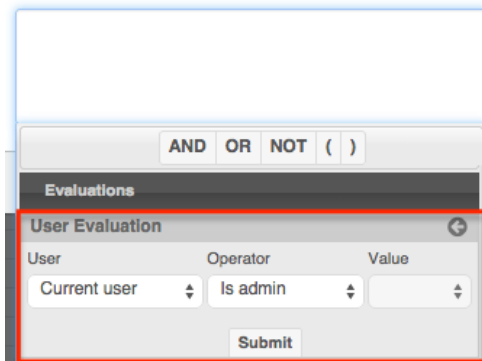 AND OR NOT ( )
Evaluations
User Evaluation
User Operator Value
Current user Is admin
Submit